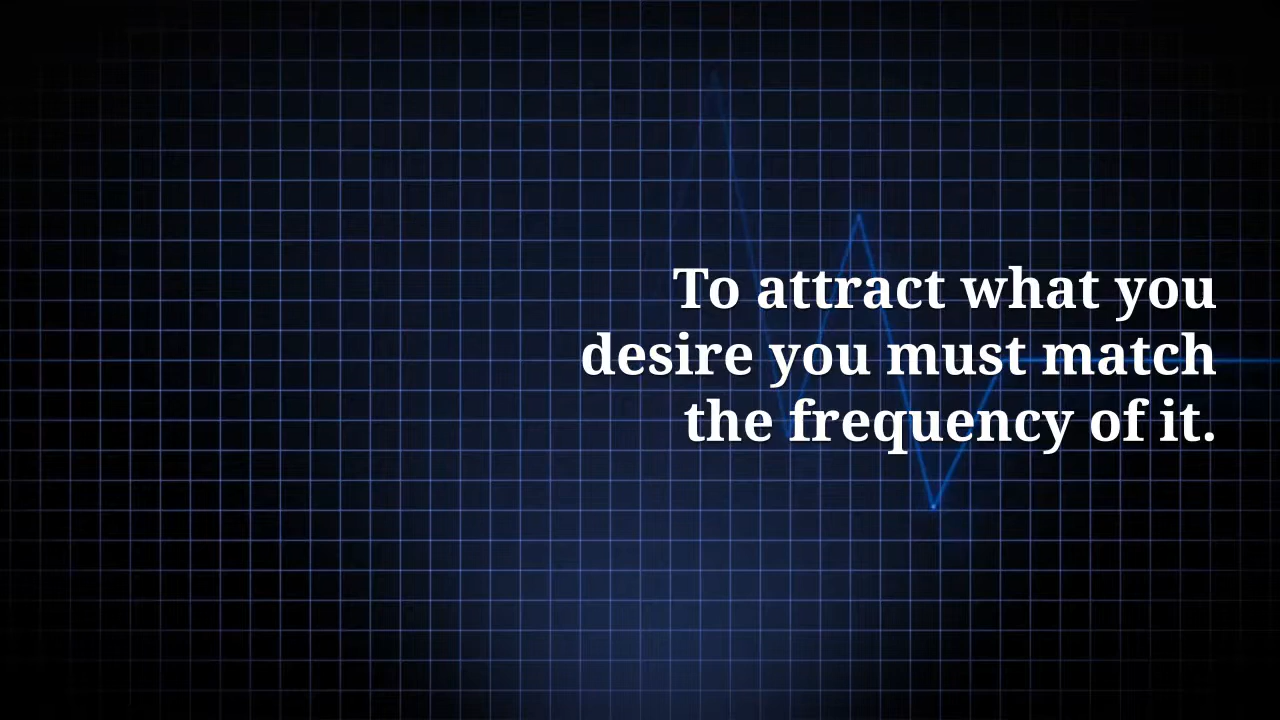 To attract what you
desire you must match
the frequency of it.